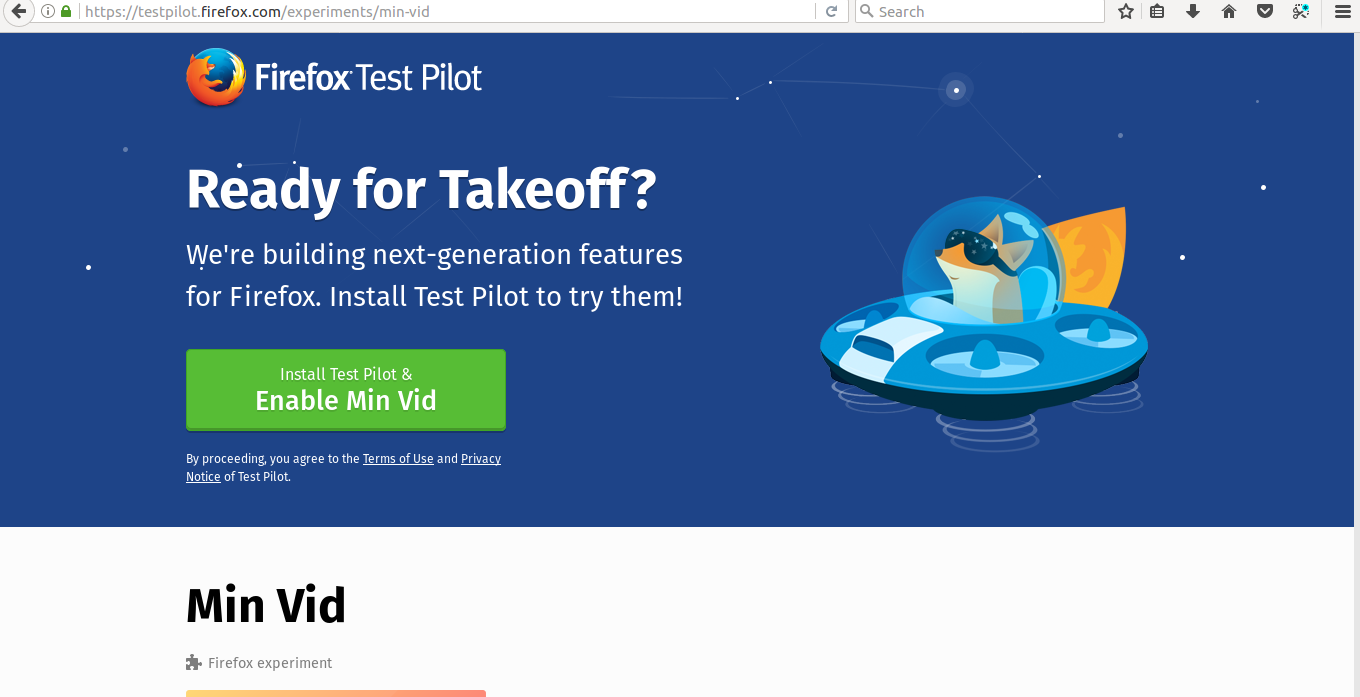 https://testpilot.firefox.com/experiments/min-vid
Search
Firefox Test Pilot
Ready for Takeoff?
We're building next-generation features
for Firefox. Install Test Pilot to try them!
Install Test Pilot &
Enable Min Vid
By proceeding, you agree to the Terms of Use and Privacy
Notice of Test Pilot.
Min Vid
Firefox experiment